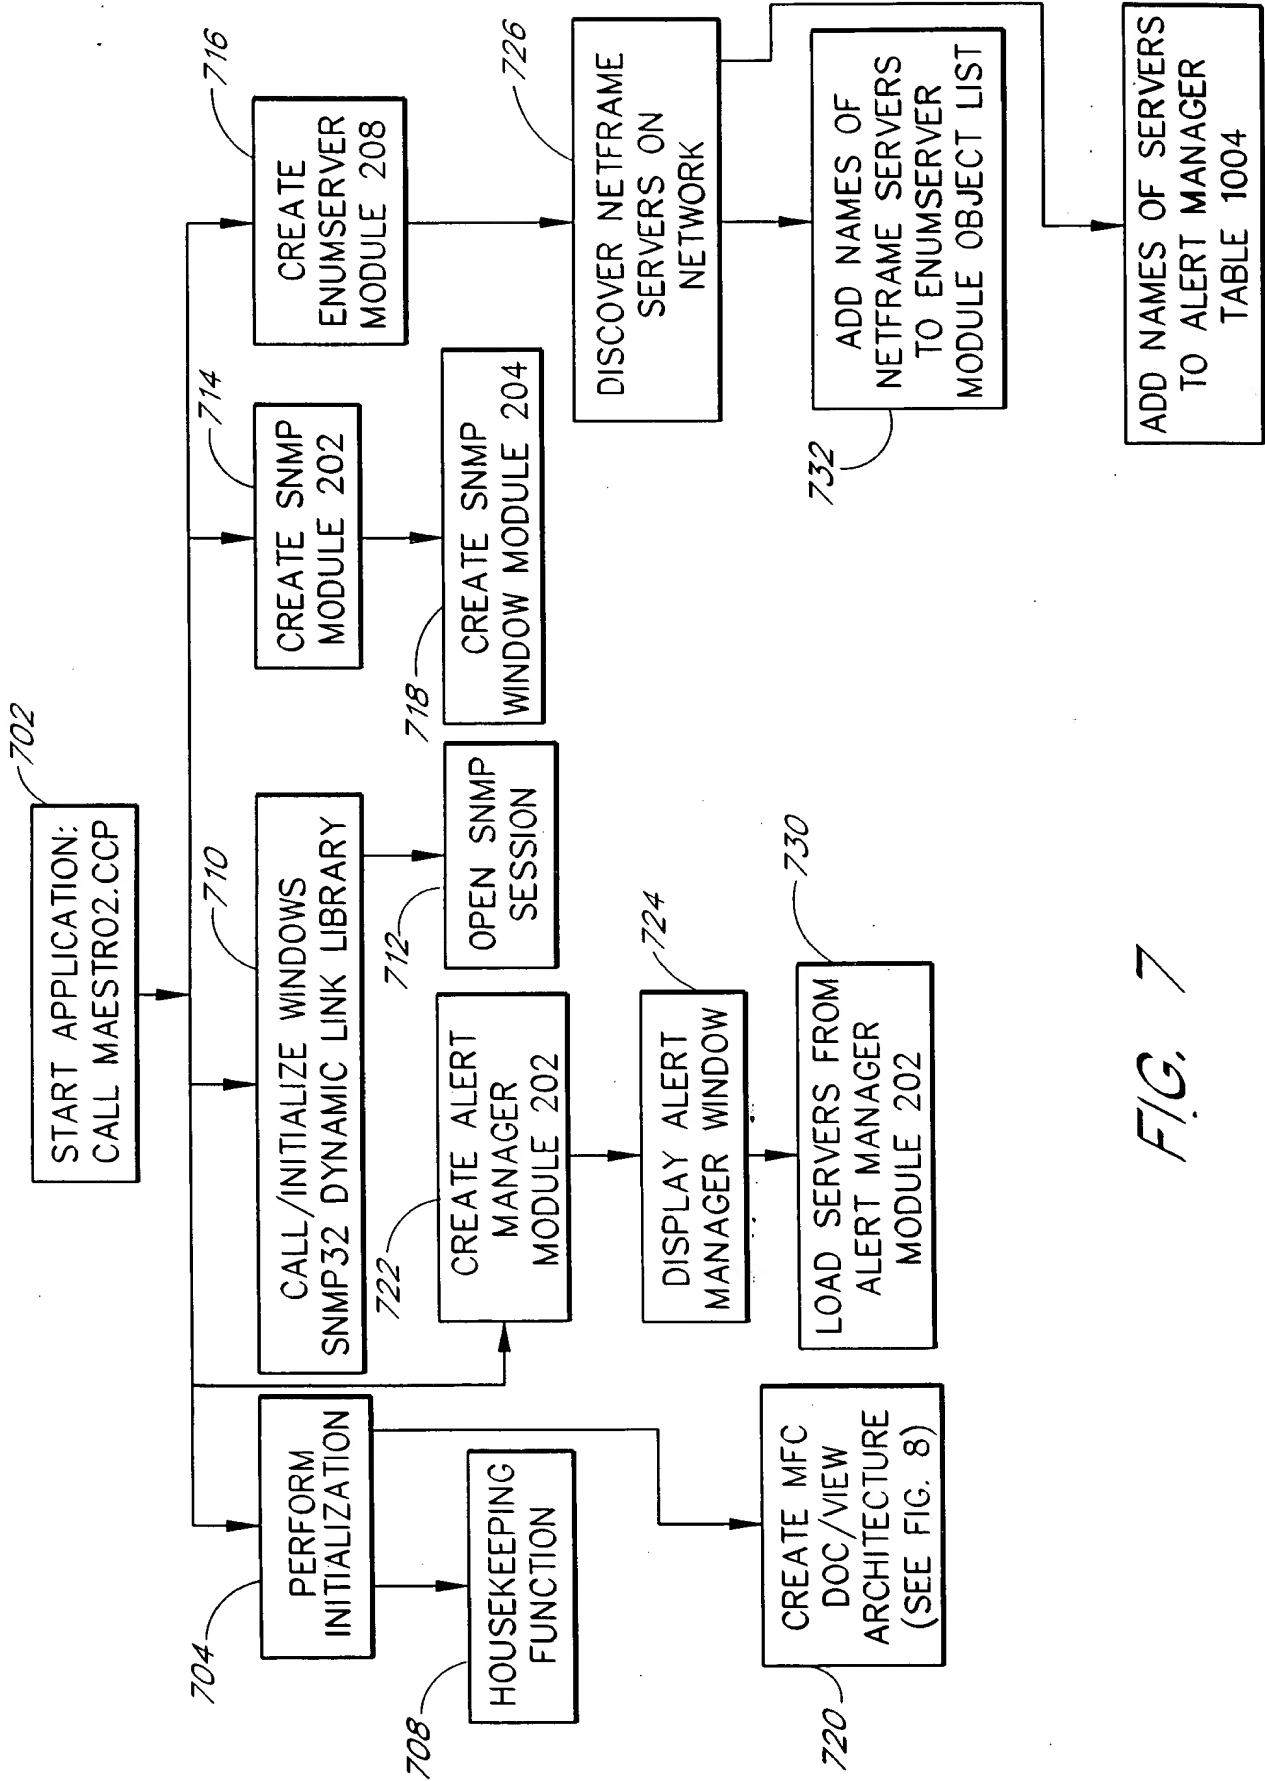 702
START APPLICATION:
CALL MAESTRO2.CCP
704
PERFORM
INITIALIZATION
710
CALL/INITIALIZE WINDOWS
SNMP32 DYNAMIC LINK LIBRARY
714
CREATE SNMP
MODULE 202
716
CREATE
ENUMSERVER
MODULE 208
708
HOUSEKEEPING
FUNCTION
722
CREATE ALERT
MANAGER
MODULE 202
712
OPEN SNMP
SESSION
718
CREATE SNMP
WINDOW MODULE 204
726
DISCOVER NETFRAME
SERVERS ON
NETWORK
720
CREATE MFC
DOC/VIEW
ARCHITECTURE
(SEE FIG. 8)
724
DISPLAY ALERT
MANAGER WINDOW
730
LOAD SERVERS FROM
ALERT MANAGER
MODULE 202
732
ADD NAMES OF
NETFRAME SERVERS
TO ENUMSERVER
MODULE OBJECT LIST
ADD NAMES OF SERVERS
TO ALERT MANAGER
TABLE 1004
FIG. 7